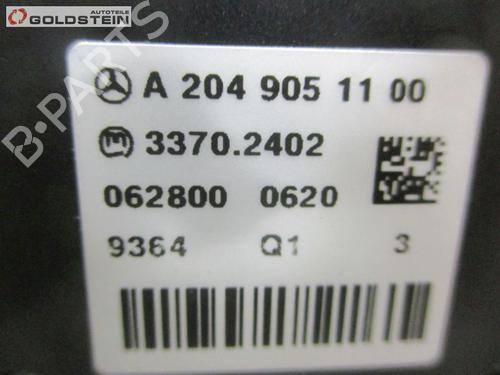 AUTOTEILE
GOLDSTEIN
B-PARTS
A 204 905 11 00
3370.2402
062800 0620
9364 Q1 3